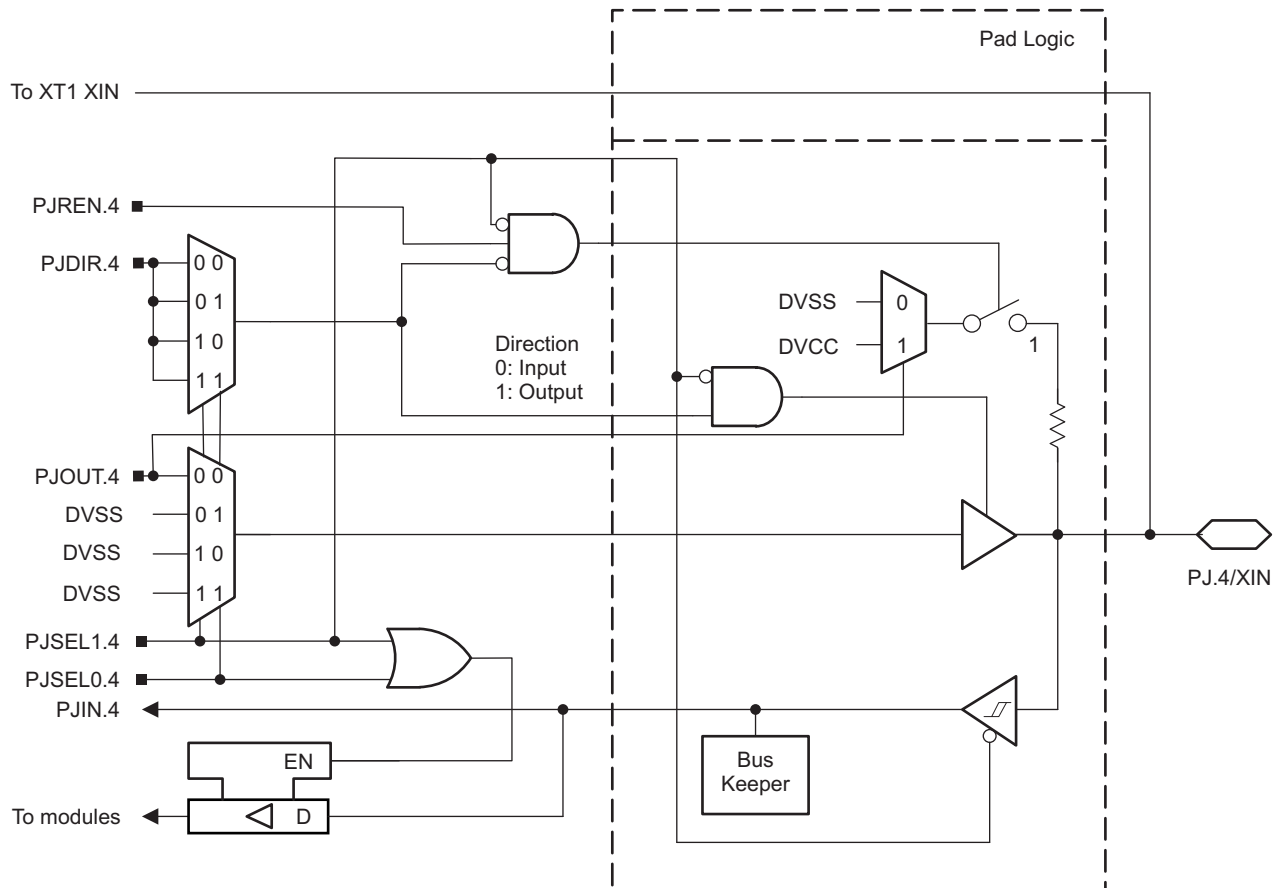 Pad Logic
To XT1 XIN
PJREN.4
PJDIR.4
0 0
0 1
1 0
1 1
Direction
0: Input
1: Output
DVSS
0
DVCC
1
1
PJOUT.4
0 0
DVSS
0 1
DVSS
1 0
DVSS
1 1
PJ.4/XIN
PJSEL1.4
PJSEL0.4
PJIN.4
EN
Bus
Keeper
To modules
D